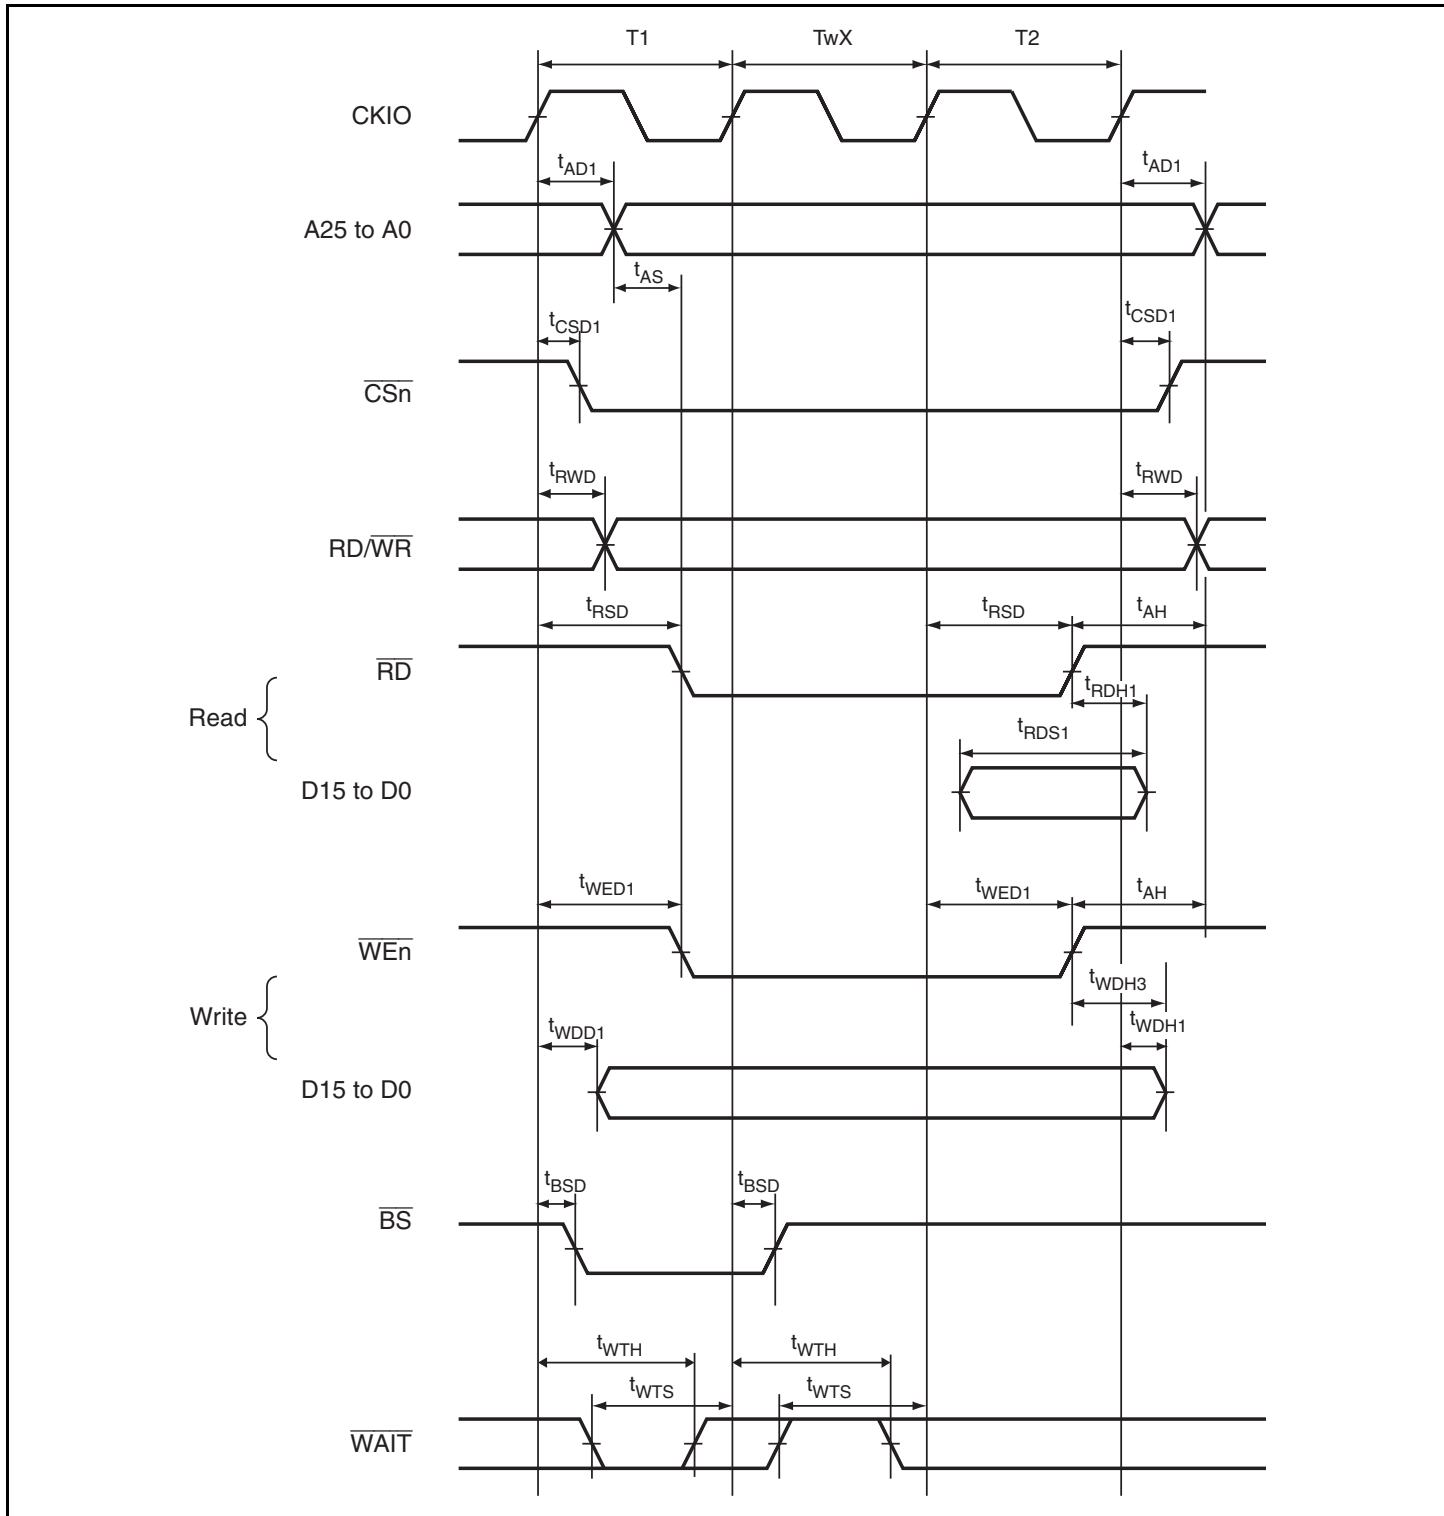 T1 TwX T2
CKIO
tAD1 tAD1
A25 to A0
tAS
tCSD1 tCSD1
CSn
tRWD tRWD
RD/WR
tRSD tRSD tAH
RD
tRDH1
Read
tRDS1
D15 to D0
tWED1 tWED1 tAH
WEn
tWDH3
Write
tWDD1 tWDH1
D15 to D0
tBSD tBSD
BS
tWTH tWTH
tWTS tWTS
WAIT